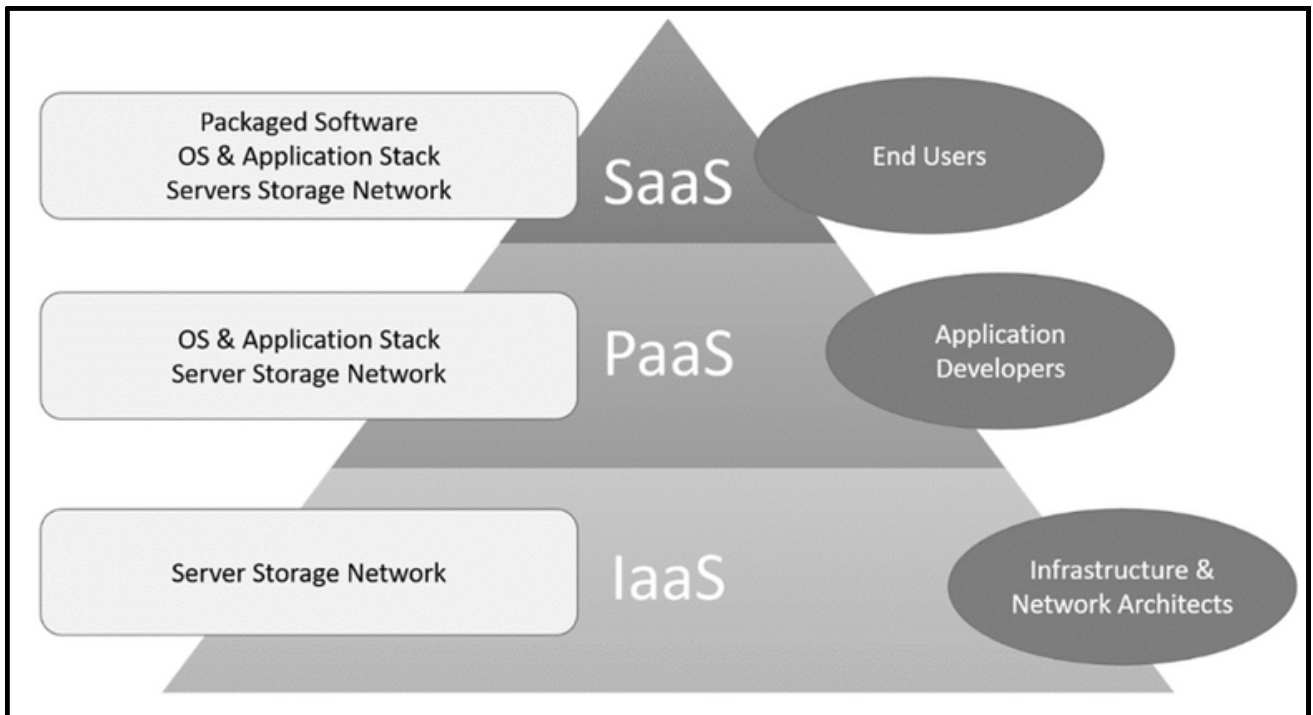 Packaged Software
OS & Application Stack
Servers Storage Network
SaaS
End Users
OS & Application Stack
Server Storage Network
PaaS
Application
Developers
Server Storage Network
IaaS
Infrastructure &
Network Architects